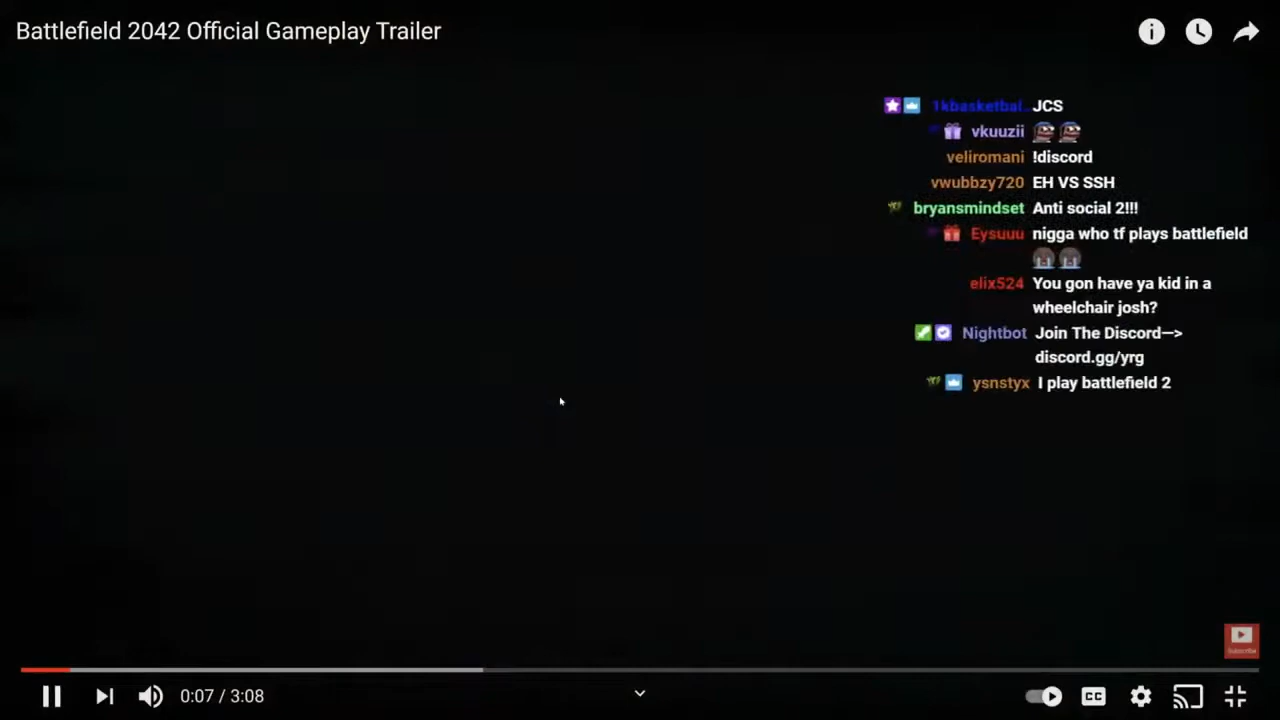 Battlefield 2042 Official Gameplay Trailer
1kbasketbal.. JCS
vkuuzii
veliromani !discord
vwubbzy720 EH VS SSH
bryansmindset Anti social 2!!!
Eysuuu nigga who tf plays battlefield
elix524 You gon have ya kid in a
wheelchair josh?
Nightbot Join The Discord—>
discord.gg/yrg
ysnstyx I play battlefield 2
Subscribe
0:07 / 3:08
CC